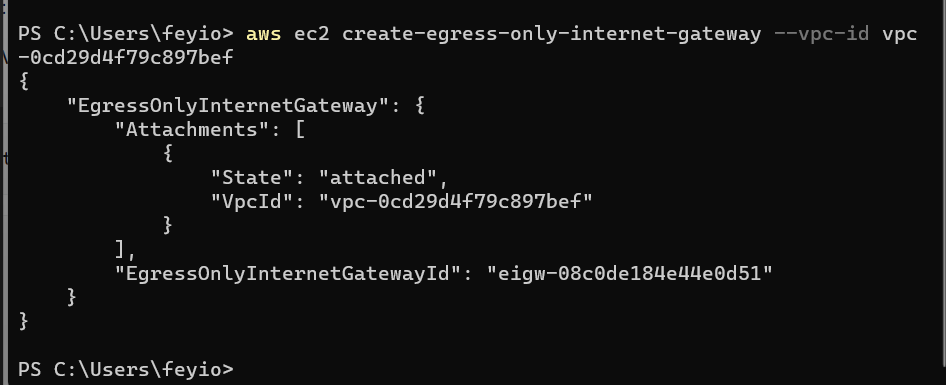 PS C:\Users\feyio> aws ec2 create-egress-only-internet-gateway --vpc-id vpc
-0cd29d4f79c897bef
{
    "EgressOnlyInternetGateway": {
        "Attachments": [
            {
                "State": "attached",
                "VpcId": "vpc-0cd29d4f79c897bef"
            }
        ],
        "EgressOnlyInternetGatewayId": "eigw-08c0de184e44e0d51"
    }
}
PS C:\Users\feyio>